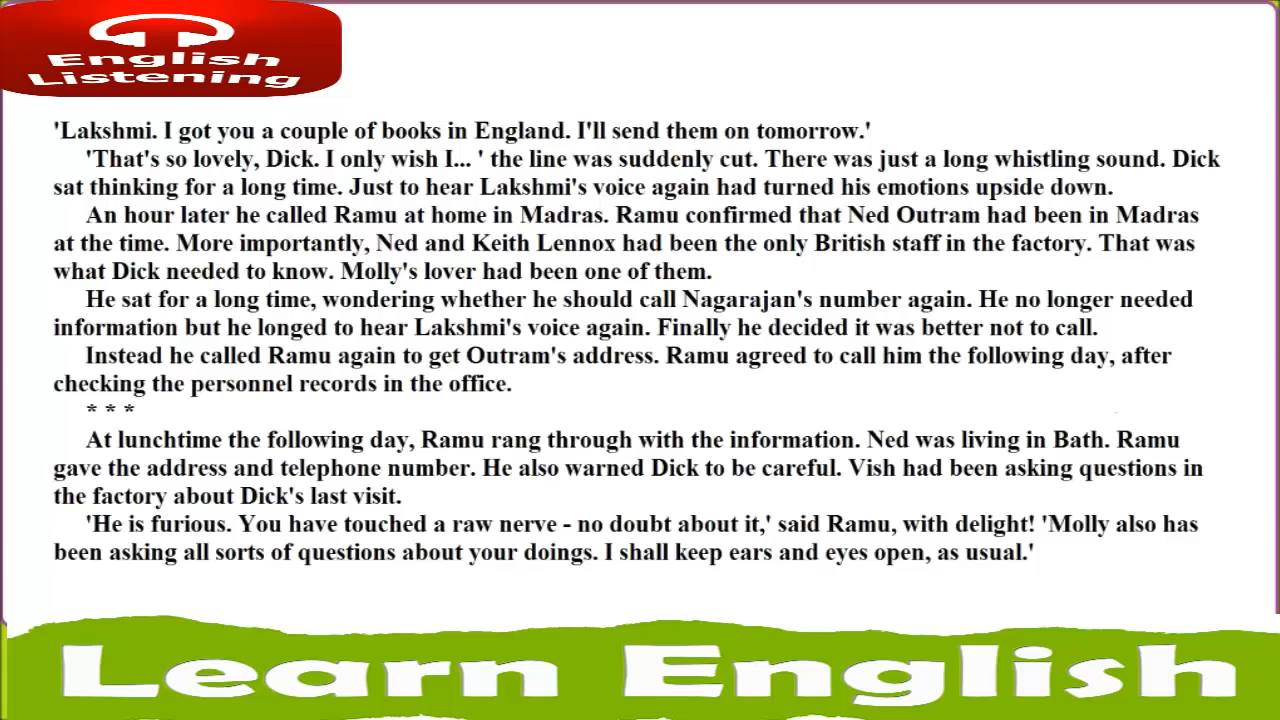 English
Listening
'Lakshmi. I got you a couple of books in England. I'll send them on tomorrow.'
'That's so lovely, Dick. I only wish I... ' the line was suddenly cut. There was just a long whistling sound. Dick
sat thinking for a long time. Just to hear Lakshmi's voice again had turned his emotions upside down.
An hour later he called Ramu at home in Madras. Ramu confirmed that Ned Outram had been in Madras
at the time. More importantly, Ned and Keith Lennox had been the only British staff in the factory. That was
what Dick needed to know. Molly's lover had been one of them.
He sat for a long time, wondering whether he should call Nagarajan's number again. He no longer needed
information but he longed to hear Lakshmi's voice again. Finally he decided it was better not to call.
Instead he called Ramu again to get Outram's address. Ramu agreed to call him the following day, after
checking the personnel records in the office.
* * *
At lunchtime the following day, Ramu rang through with the information. Ned was living in Bath. Ramu
gave the address and telephone number. He also warned Dick to be careful. Vish had been asking questions in
the factory about Dick's last visit.
'He is furious. You have touched a raw nerve - no doubt about it,' said Ramu, with delight! 'Molly also has
been asking all sorts of questions about your doings. I shall keep ears and eyes open, as usual.'
Learn English